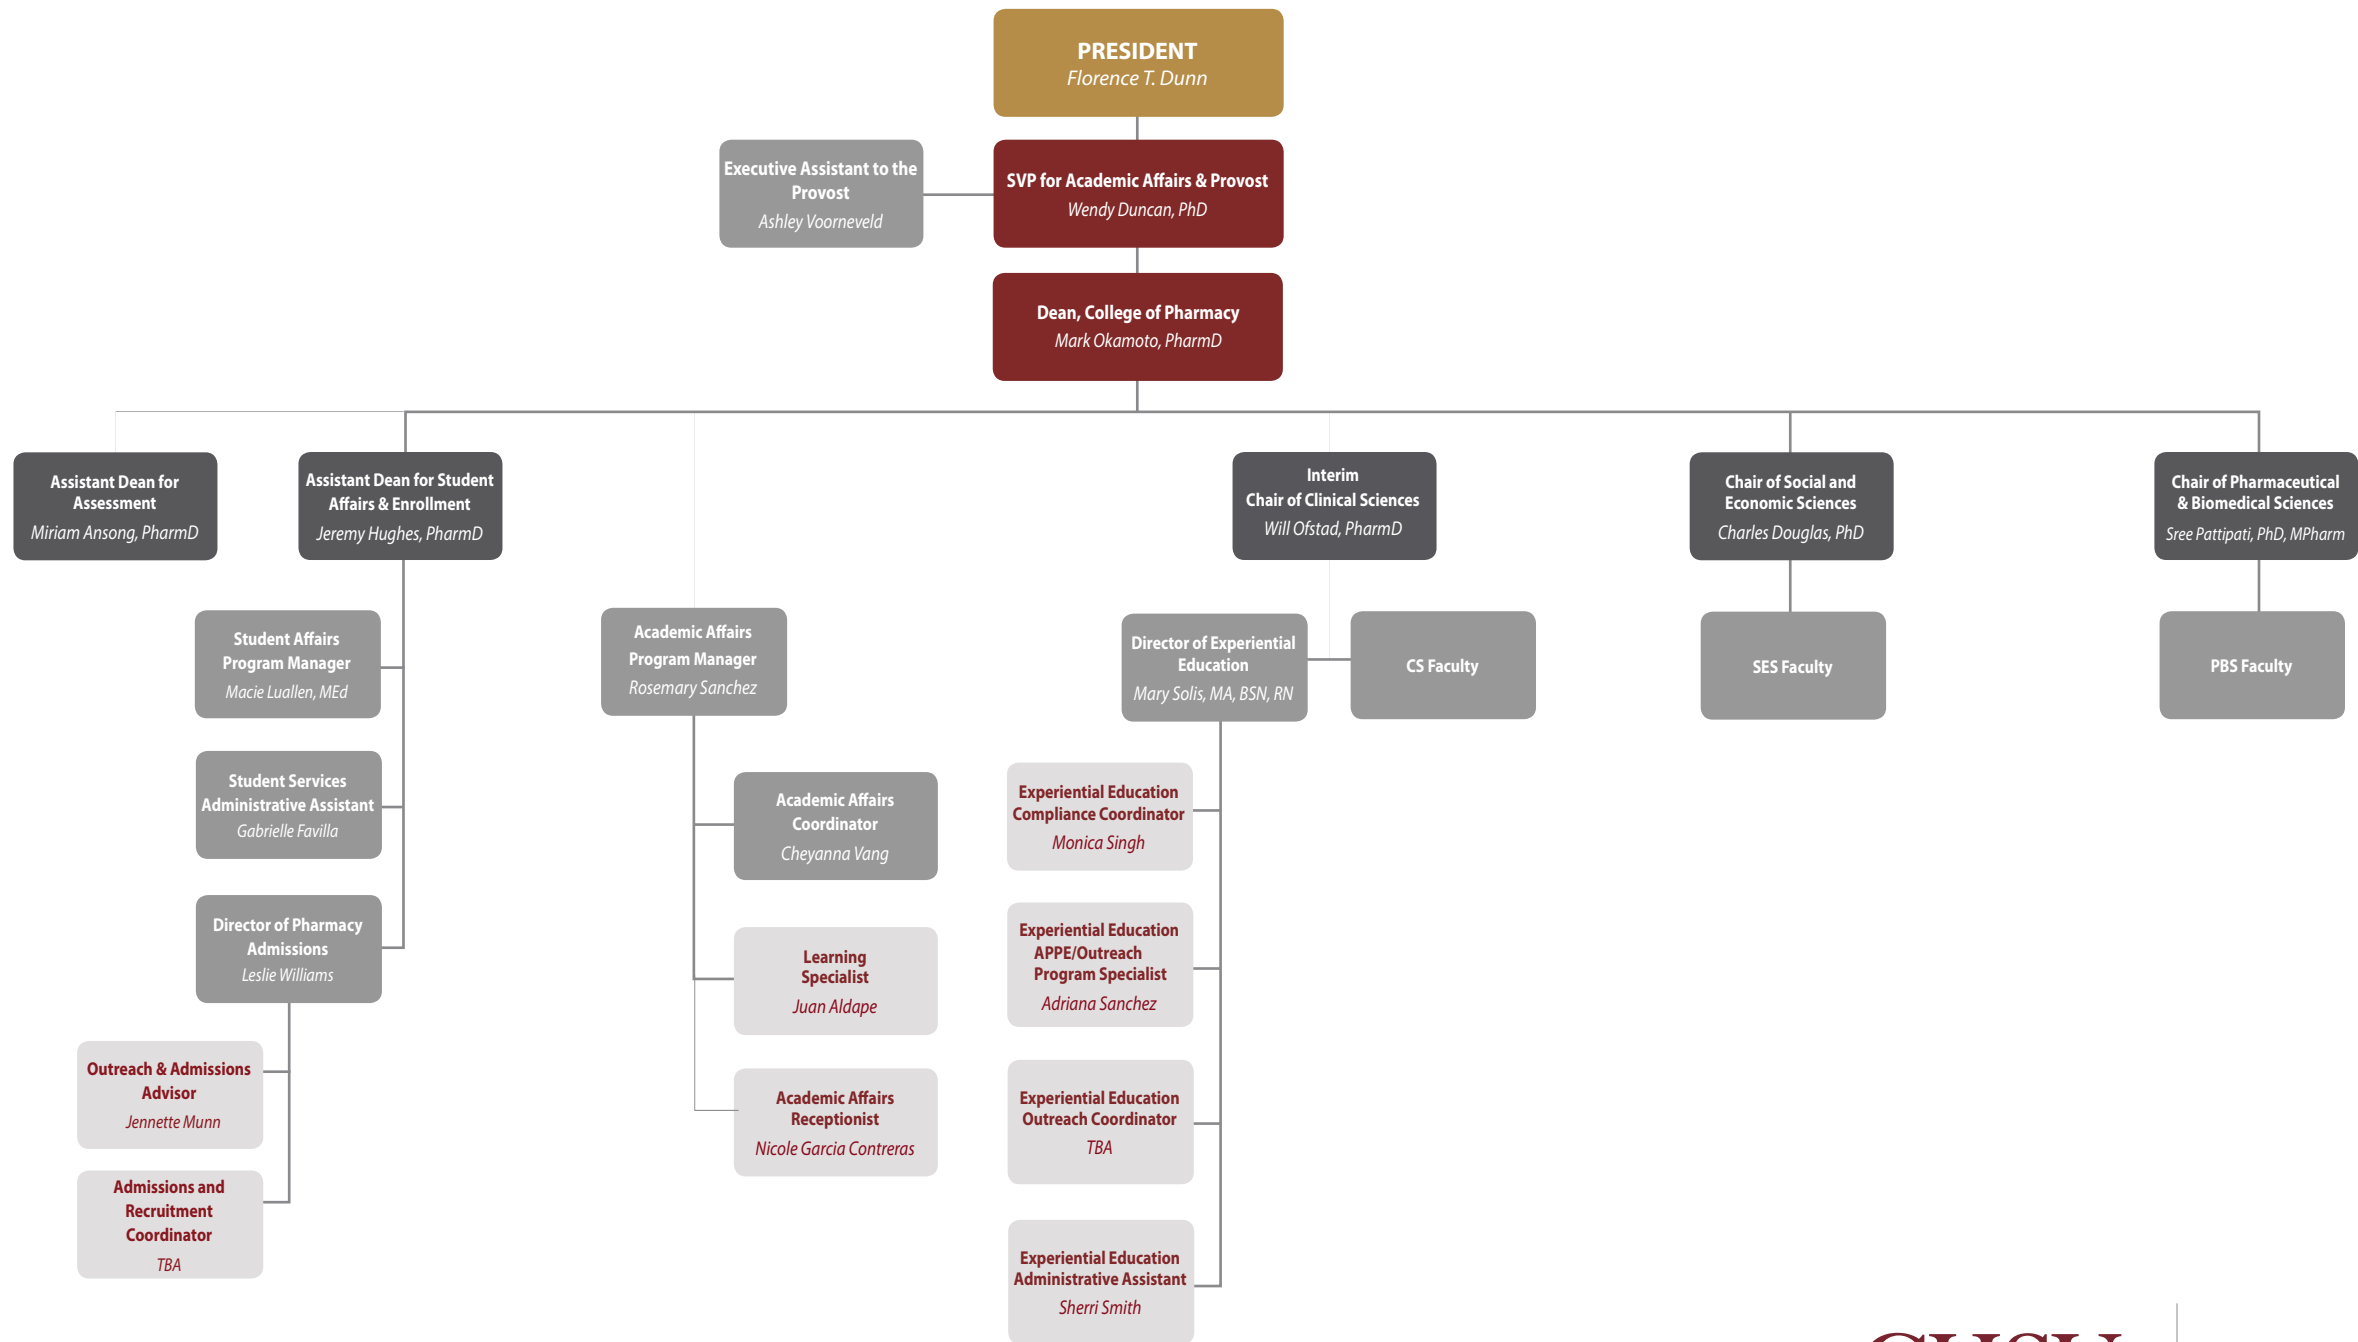 PRESIDENT
Florence T. Dunn
Executive Assistant to the
Provost
Ashley Voorneveld
SVP for Academic Affairs & Provost
Wendy Duncan, PhD
Dean, College of Pharmacy
Mark Okamoto, PharmD
Assistant Dean for
Assessment
Miriam Ansong, PharmD
Assistant Dean for Student
Affairs & Enrollment
Jeremy Hughes, PharmD
Interim
Chair of Clinical Sciences
Will Ofstad, PharmD
Chair of Social and
Economic Sciences
Charles Douglas, PhD
Chair of Pharmaceutical
& Biomedical Sciences
Sree Pattipati, PhD, MPharm
Student Affairs
Program Manager
Macie Luallen, MEd
Academic Affairs
Program Manager
Rosemary Sanchez
Director of Experiential
Education
Mary Solis, MA, BSN, RN
CS Faculty
SES Faculty
PBS Faculty
Student Services
Administrative Assistant
Gabrielle Favilla
Academic Affairs
Coordinator
Cheyanna Vang
Experiential Education
Compliance Coordinator
Monica Singh
Director of Pharmacy
Admissions
Leslie Williams
Learning
Specialist
Juan Aldape
Experiential Education
APPE/Outreach
Program Specialist
Adriana Sanchez
Outreach & Admissions
Advisor
Jennette Munn
Academic Affairs
Receptionist
Nicole Garcia Contreras
Experiential Education
Outreach Coordinator
TBA
Admissions and
Recruitment
Coordinator
TBA
Experiential Education
Administrative Assistant
Sherri Smith